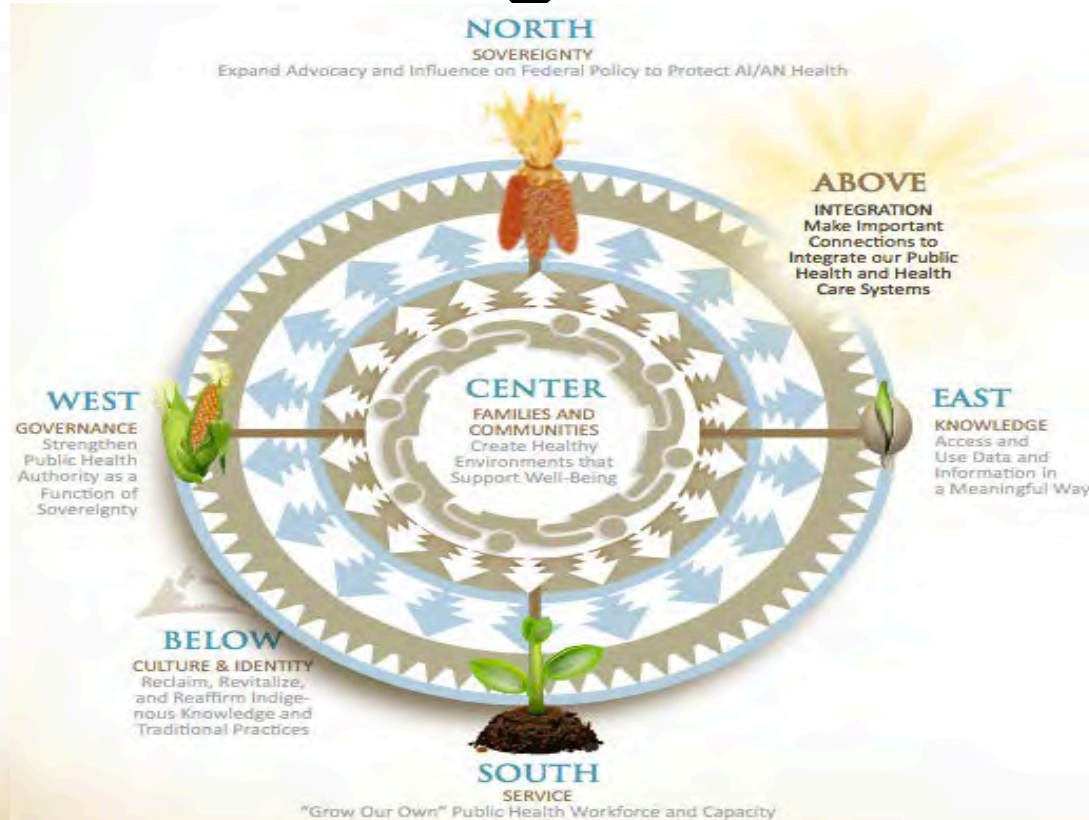 NORTH
SOVEREIGNTY
Expand Advocacy and Influence on Federal Policy to Protect AI/AN Health
ABOVE
INTEGRATION
Make Important
Connections to
Integrate our Public
Health and Health
Care Systems
WEST
GOVERNANCE
Strengthen
Public Health
Authority as a
Function of
Sovereignty
CENTER
FAMILIES AND
COMMUNITIES
Create Healthy
Environments that
Support Well-Being
EAST
KNOWLEDGE
Access and
Use Data and
Information in
a Meaningful Way
BELOW
CULTURE & IDENTITY
Reclaim, Revitalize,
and Reaffirm Indige-
nous Knowledge and
Traditional Practices
SOUTH
SERVICE
"Grow Our Own" Public Health Workforce and Capacity